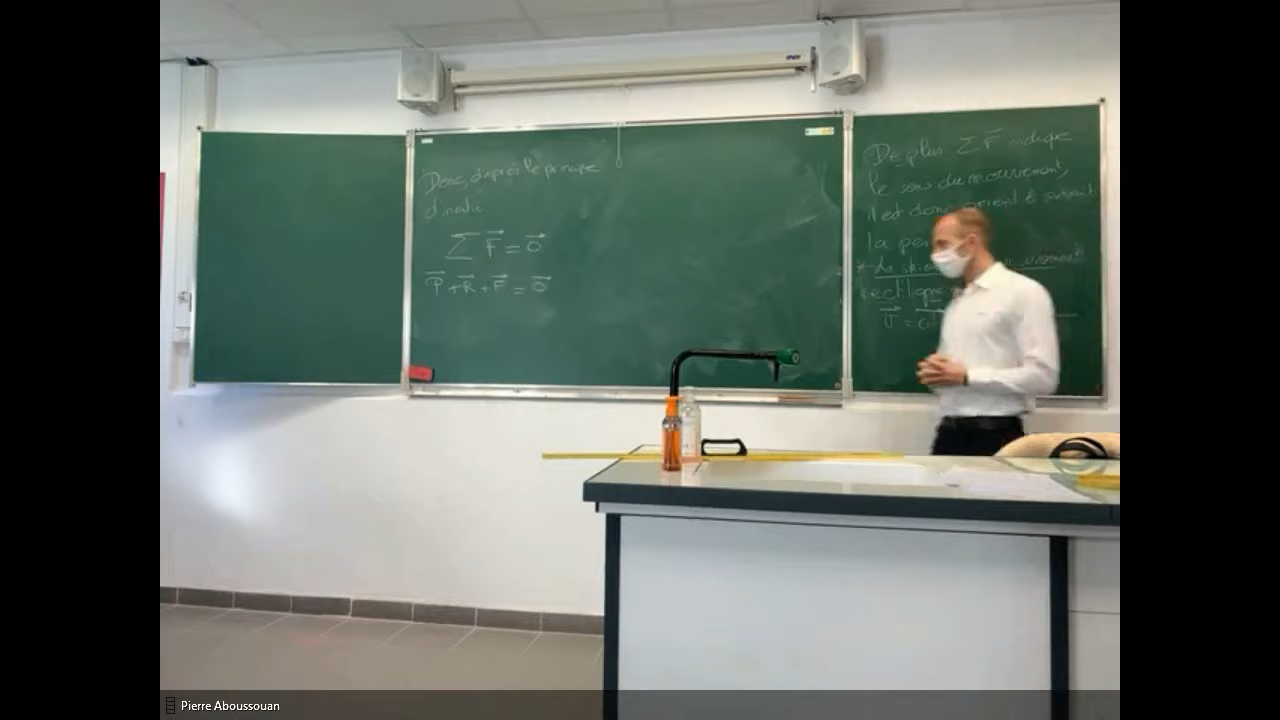 Donc, d'après le principe
d'inertie
∑F⃗ = 0⃗
P⃗ + R⃗ + F⃗ = 0⃗
De plus ∑F⃗ indique
le sens du mouvement,
il est donc orienté suivant
la
rectiligne
Pierre Aboussouan